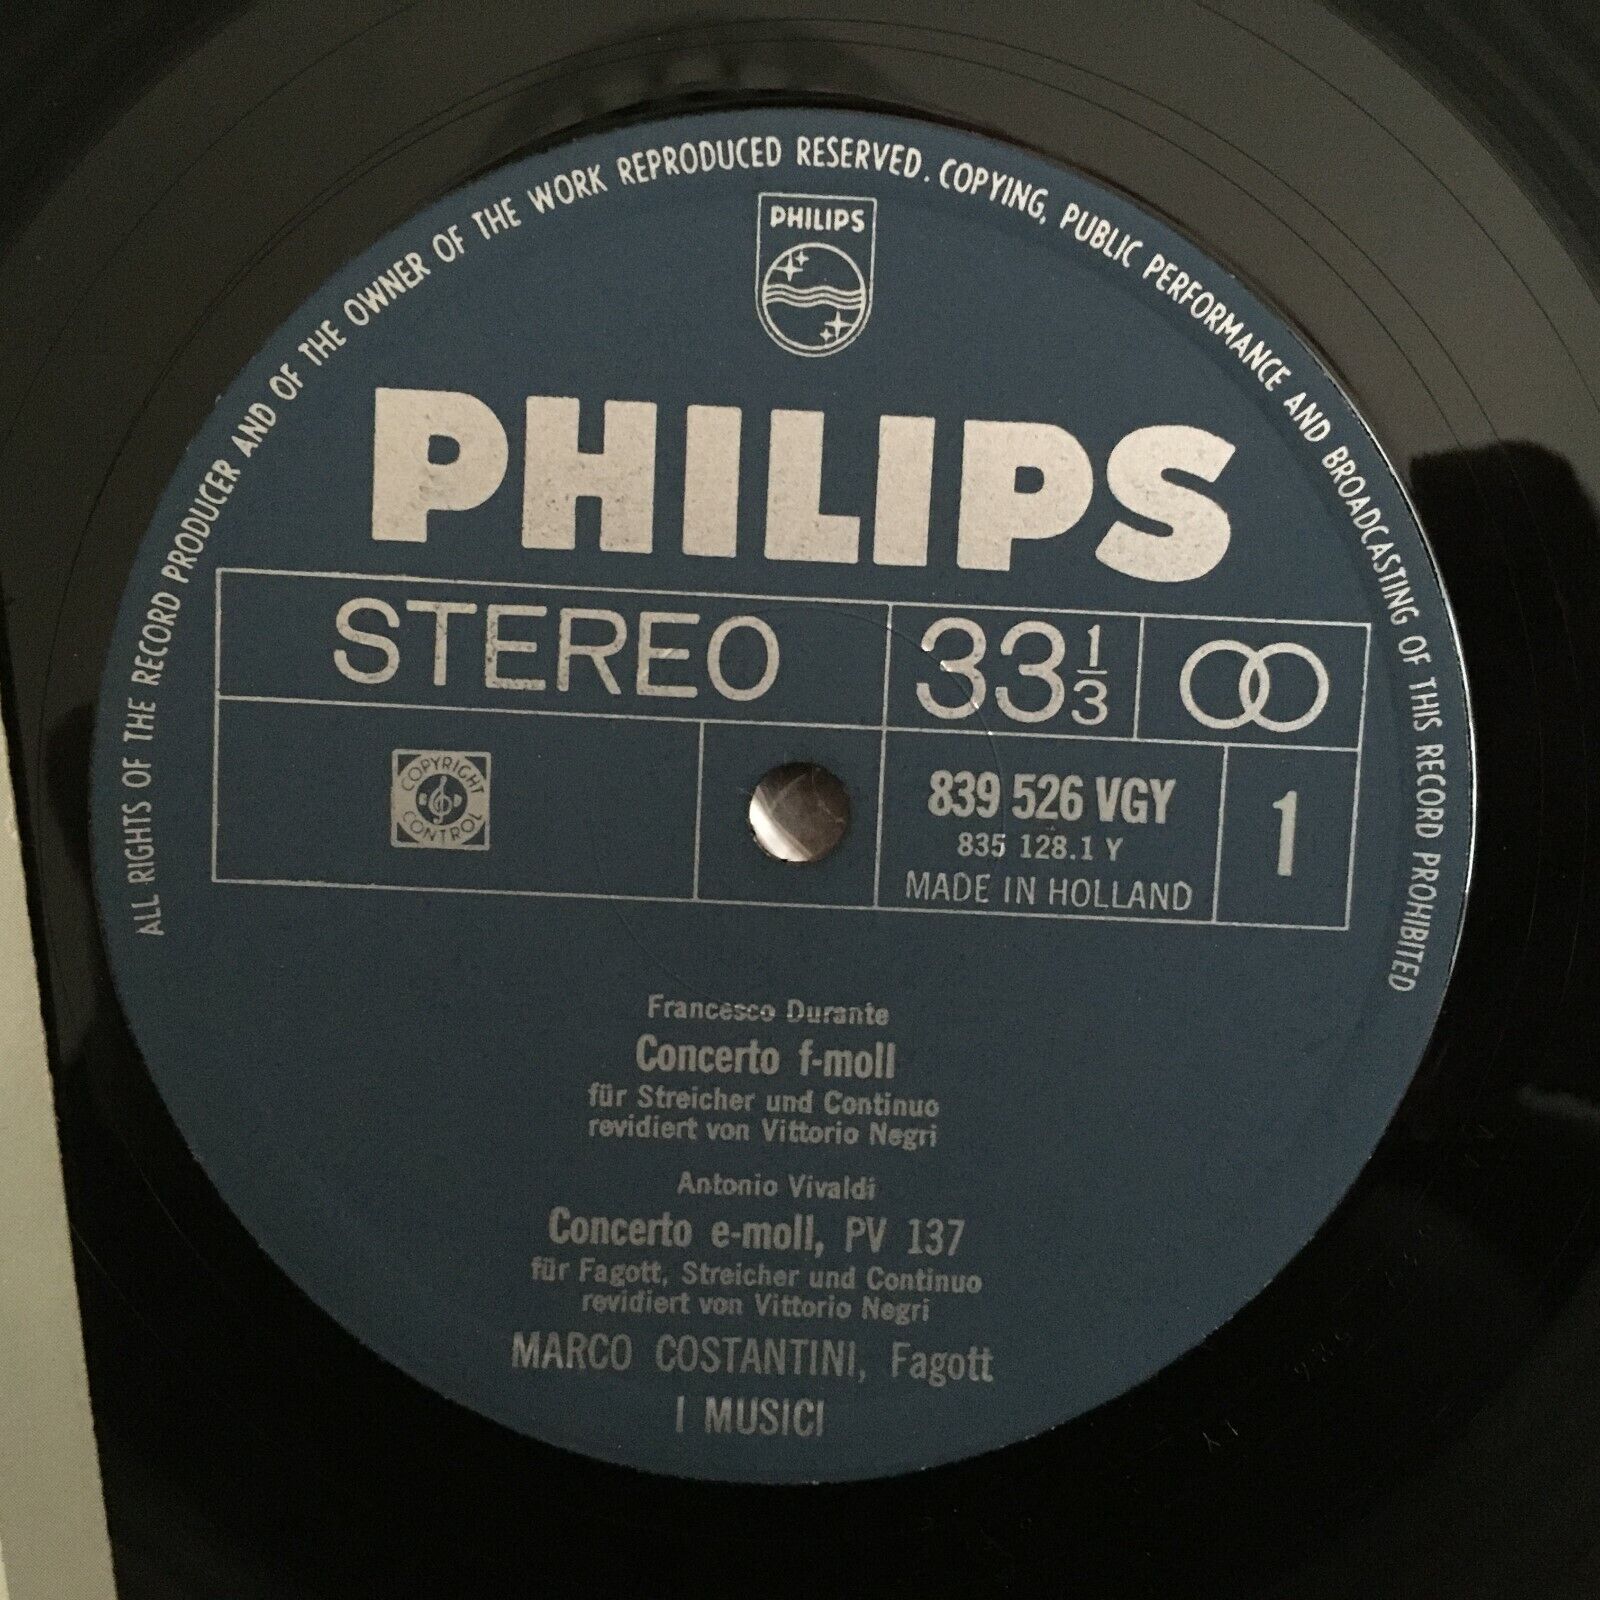 ALL RIGHTS OF THE RECORD PRODUCER AND OF THE OWNER OF THE WORK REPRODUCED RESERVED. COPYING, PUBLIC PERFORMANCE AND BROADCASTING OF THIS RECORD PROHIBITED
PHILIPS
PHILIPS
STEREO
33 1/3
COPYRIGHT
CONTROL
839 526 VGY
835 128.1 Y
MADE IN HOLLAND
1
Francesco Durante
Concerto f-moll
für Streicher und Continuo
revidiert von Vittorio Negri
Antonio Vivaldi
Concerto e-moll, PV 137
für Fagott, Streicher und Continuo
revidiert von Vittorio Negri
MARCO COSTANTINI, Fagott
I MUSICI